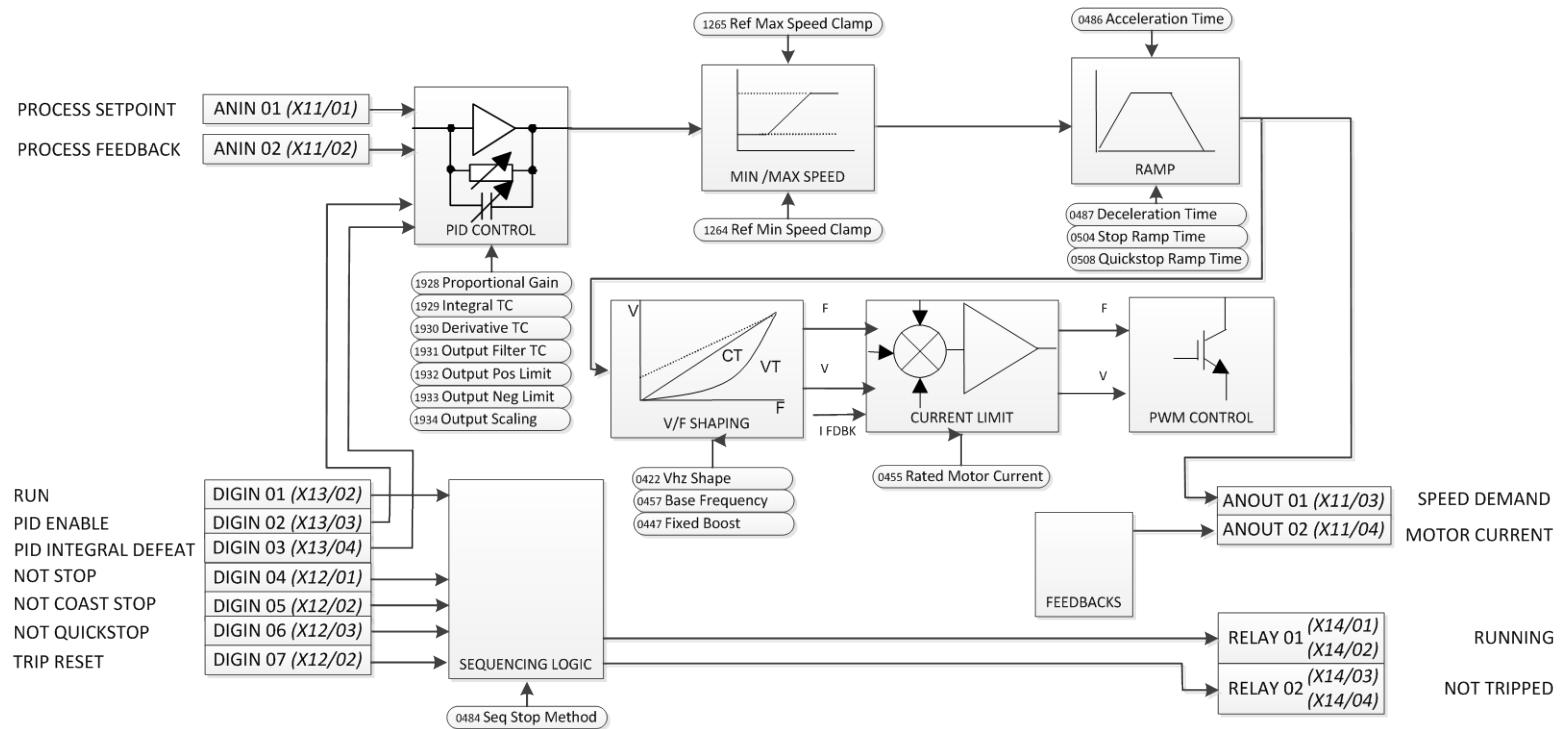 1265 Ref Max Speed Clamp
0486 Acceleration Time
PROCESS SETPOINT
ANIN 01 (X11/01)
PROCESS FEEDBACK
ANIN 02 (X11/02)
PID CONTROL
MIN /MAX SPEED
RAMP
1264 Ref Min Speed Clamp
0487 Deceleration Time
0504 Stop Ramp Time
0508 Quickstop Ramp Time
1928 Proportional Gain
1929 Integral TC
1930 Derivative TC
1931 Output Filter TC
1932 Output Pos Limit
1933 Output Neg Limit
1934 Output Scaling
V
CT
VT
F
V/F SHAPING
F
V
I FDBK
CURRENT LIMIT
F
V
PWM CONTROL
0422 Vhz Shape
0457 Base Frequency
0447 Fixed Boost
0455 Rated Motor Current
RUN
DIGIN 01 (X13/02)
PID ENABLE
DIGIN 02 (X13/03)
PID INTEGRAL DEFEAT
DIGIN 03 (X13/04)
NOT STOP
DIGIN 04 (X12/01)
NOT COAST STOP
DIGIN 05 (X12/02)
NOT QUICKSTOP
DIGIN 06 (X12/03)
TRIP RESET
DIGIN 07 (X12/02)
SEQUENCING LOGIC
0484 Seq Stop Method
ANOUT 01 (X11/03)
SPEED DEMAND
ANOUT 02 (X11/04)
MOTOR CURRENT
FEEDBACKS
RELAY 01 (X14/01)
(X14/02)
RUNNING
RELAY 02 (X14/03)
(X14/04)
NOT TRIPPED